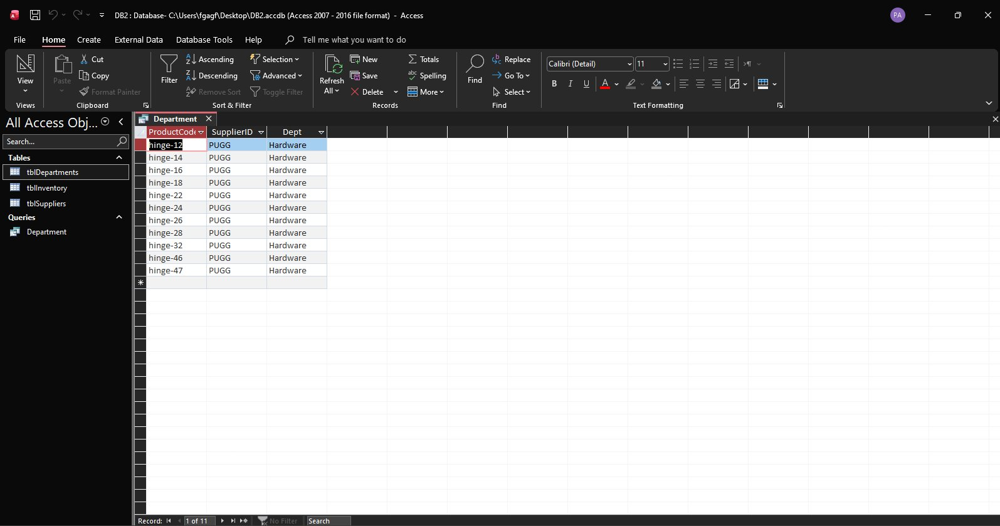 DB2 : Database- C:\Users\fgagf\Desktop\DB2.accdb (Access 2007 - 2016 file format) - Access
PA
File Home Create External Data Database Tools Help Tell me what you want to do
View
Views
Paste
Cut
Copy
Format Painter
Clipboard
Filter
Ascending
Descending
Remove Sort
Selection
Advanced
Toggle Filter
Sort & Filter
Refresh
All
New
Save
Delete
Totals
Spelling
More
Records
Find
Replace
Go To
Select
Find
Calibri (Detail) 11
B I U A
Text Formatting
All Access Obj...
Search...
Tables
tblDepartments
tblInventory
tblSuppliers
Queries
Department
Department
ProductCode SupplierID Dept
hinge-12 PUGG Hardware
hinge-14 PUGG Hardware
hinge-16 PUGG Hardware
hinge-18 PUGG Hardware
hinge-22 PUGG Hardware
hinge-24 PUGG Hardware
hinge-26 PUGG Hardware
hinge-28 PUGG Hardware
hinge-32 PUGG Hardware
hinge-46 PUGG Hardware
hinge-47 PUGG Hardware
Record: 1 of 11 No Filter Search